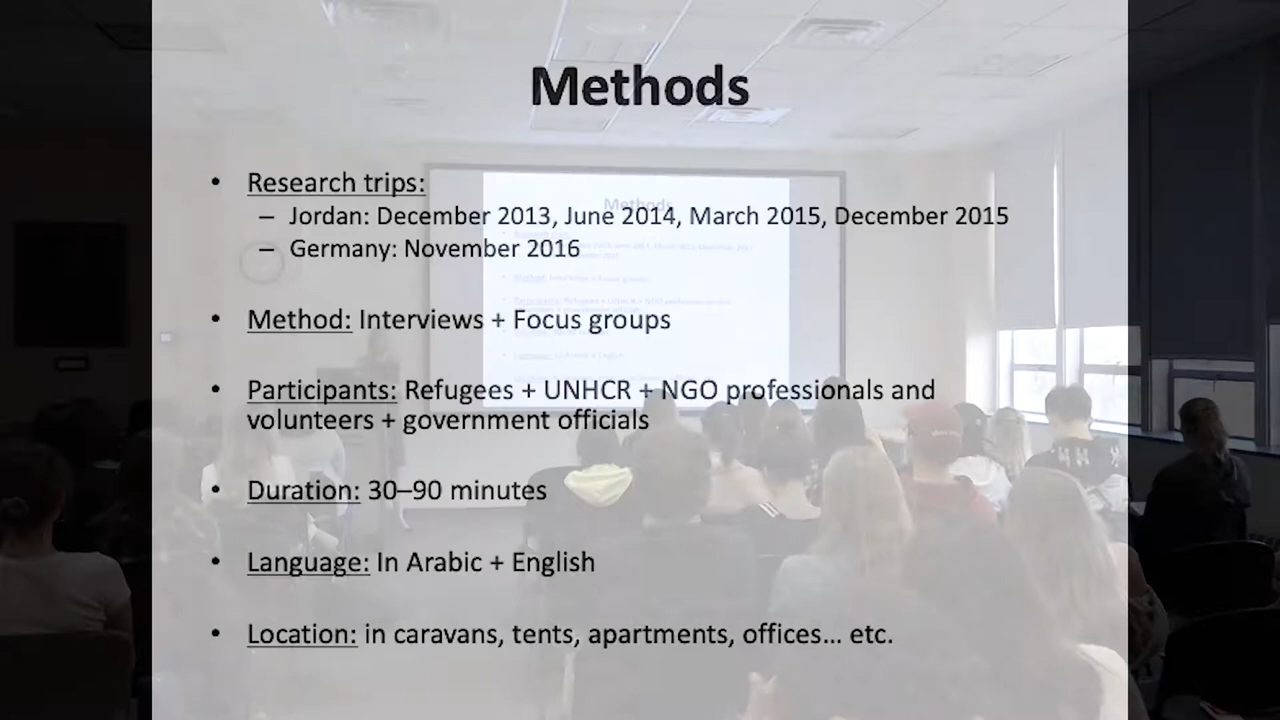 Methods
• Research trips:
– Jordan: December 2013, June 2014, March 2015, December 2015
– Germany: November 2016
• Method: Interviews + Focus groups
• Participants: Refugees + UNHCR + NGO professionals and
volunteers + government officials
• Duration: 30–90 minutes
• Language: In Arabic + English
• Location: in caravans, tents, apartments, offices… etc.
Methods